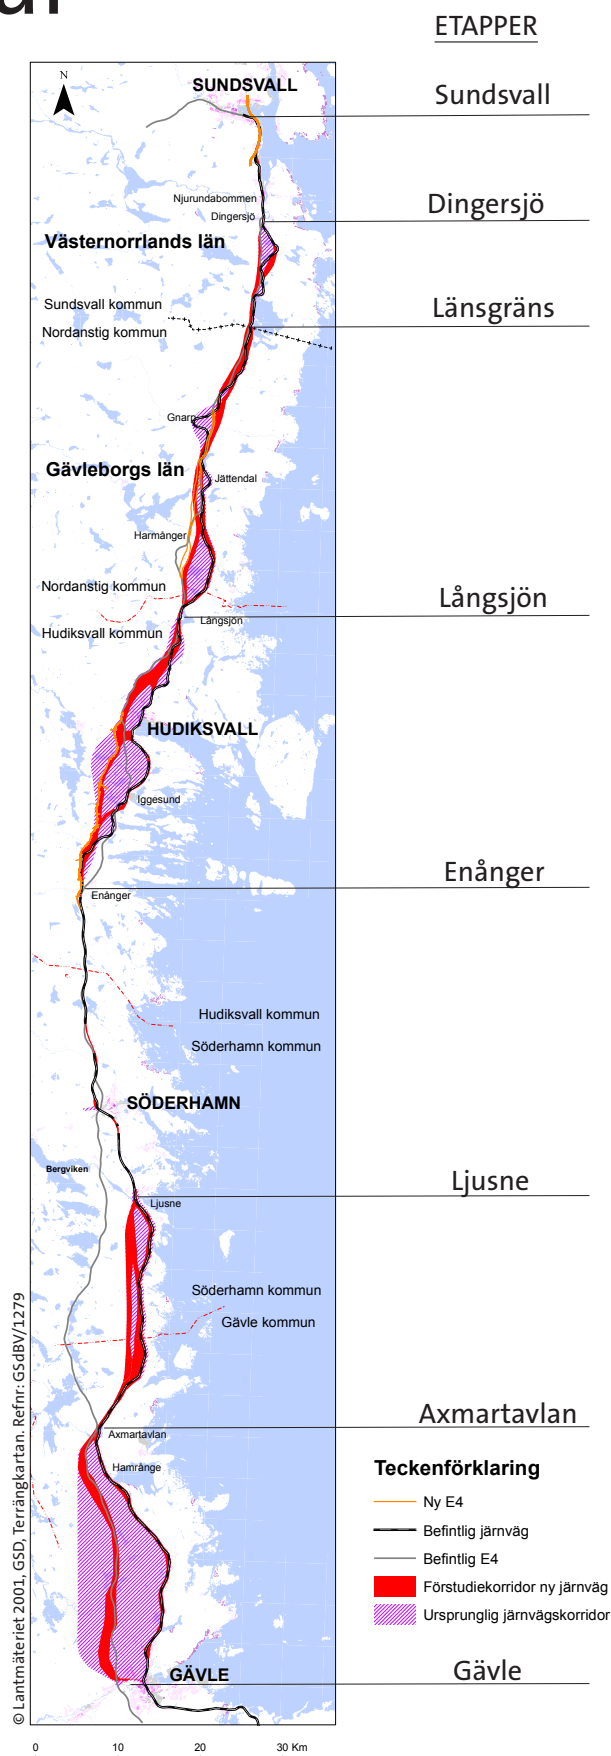 ETAPPER
N
SUNDSVALL
Sundsvall
Njurundabommen
Dingersjö
Dingersjö
Västernorrlands län
Sundsvall kommun
Länsgräns
Nordanstig kommun
Gnarp
Gävleborgs län
Jättendal
Harmånger
Nordanstig kommun
Långsjön
Långsjön
Hudiksvall kommun
HUDIKSVALL
Iggesund
Enånger
Enånger
Hudiksvall kommun
Söderhamn kommun
SÖDERHAMN
Bergviken
Ljusne
Ljusne
Söderhamn kommun
Gävle kommun
Axmartavlan
Axmartavlan
Hamrånge
Teckenförklaring
Ny E4
Befintlig järnväg
Befintlig E4
Förstudiekorridor ny järnväg
Ursprunglig järnvägskorridor
GÄVLE
Gävle
© Lantmäteriet 2001, GSD, Terrängkartan. Refnr: GSdBV/1279
0 10 20 30 Km